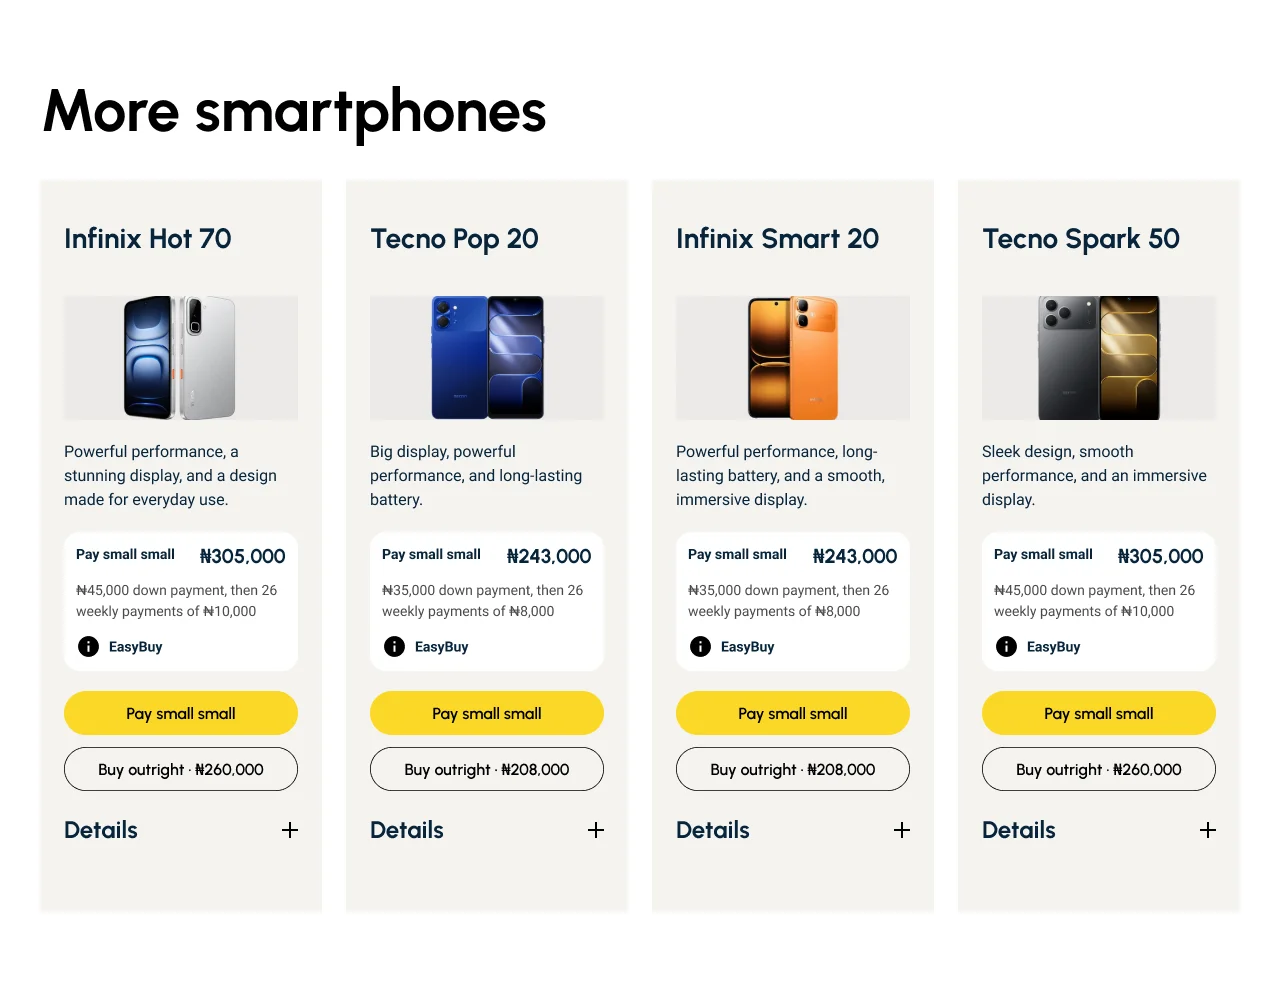 More smartphones
Infinix Hot 70
Powerful performance, a
stunning display, and a design
made for everyday use.
Pay small small ₦305,000
₦45,000 down payment, then 26
weekly payments of ₦10,000
EasyBuy
Pay small small
Buy outright · ₦260,000
Details
Tecno Pop 20
Big display, powerful
performance, and long-lasting
battery.
Pay small small ₦243,000
₦35,000 down payment, then 26
weekly payments of ₦8,000
EasyBuy
Pay small small
Buy outright · ₦208,000
Details
Infinix Smart 20
Powerful performance, long-
lasting battery, and a smooth,
immersive display.
Pay small small ₦243,000
₦35,000 down payment, then 26
weekly payments of ₦8,000
EasyBuy
Pay small small
Buy outright · ₦208,000
Details
Tecno Spark 50
Sleek design, smooth
performance, and an immersive
display.
Pay small small ₦305,000
₦45,000 down payment, then 26
weekly payments of ₦10,000
EasyBuy
Pay small small
Buy outright · ₦260,000
Details